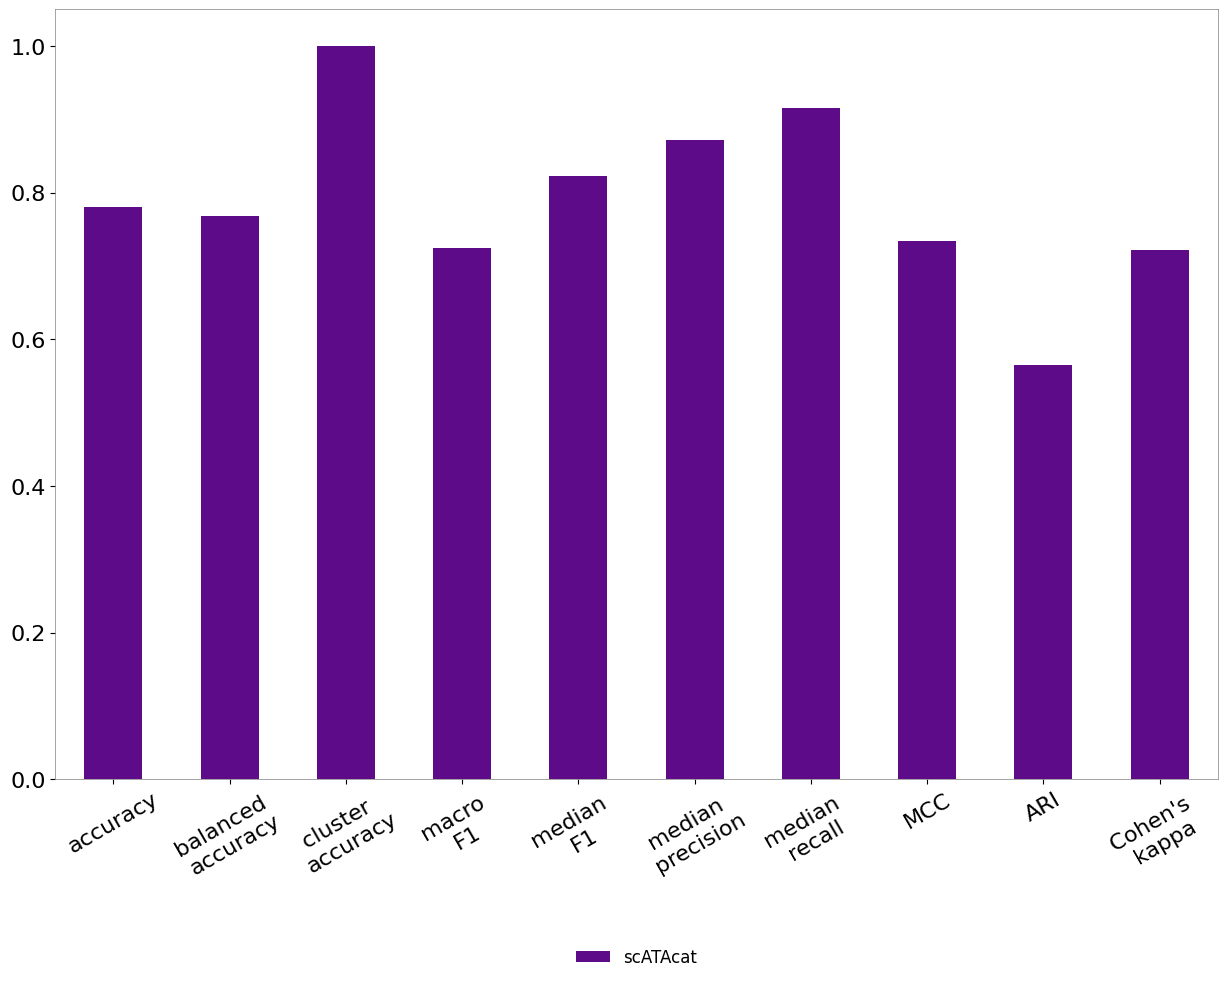 1.0
0.8
0.6
0.4
0.2
0.0
accuracy
balanced
accuracy
cluster
accuracy
macro
F1
median
F1
median
precision
median
recall
MCC
ARI
Cohen's
kappa
scATAcat